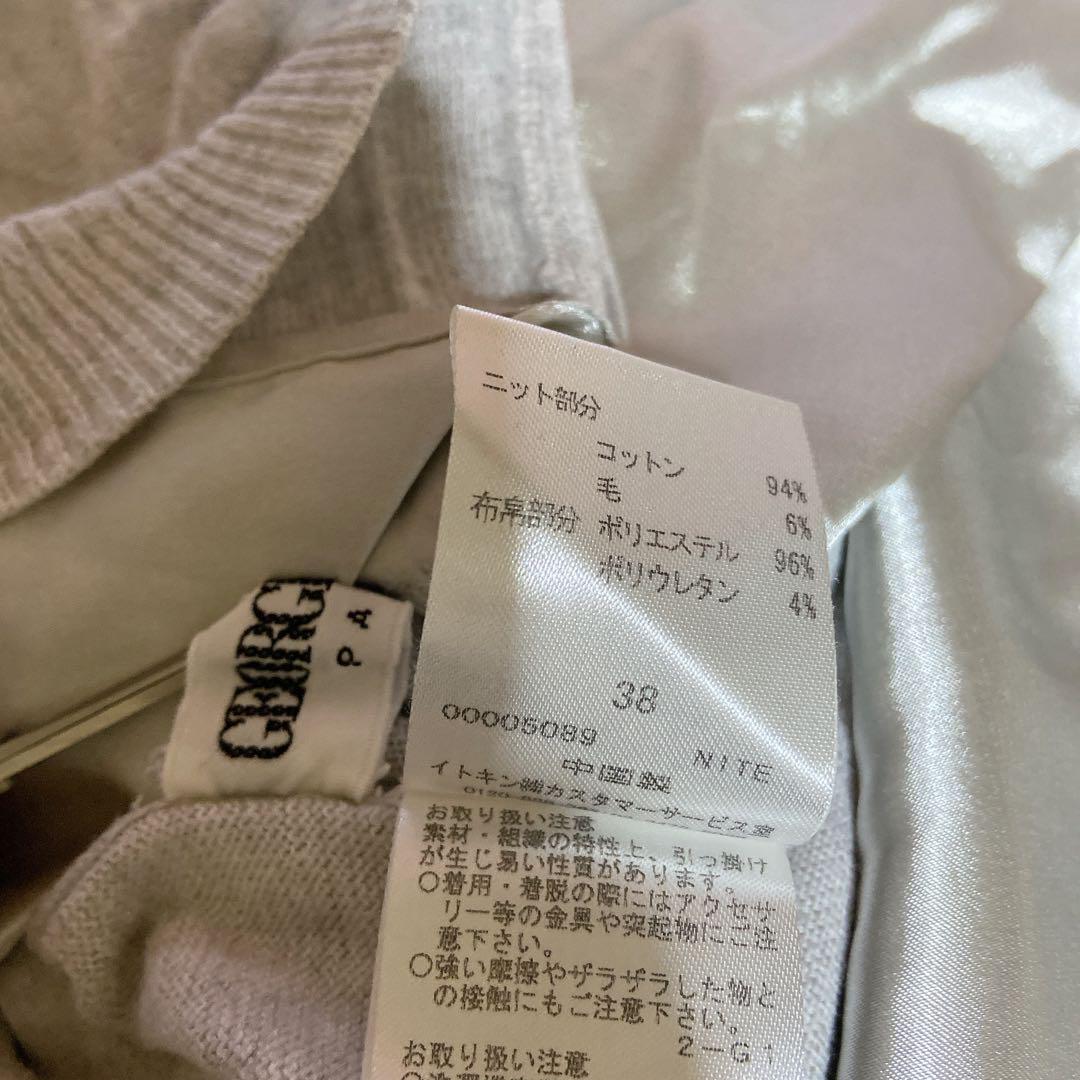 ニット部分
コットン 94%
毛 6%
布帛部分 ポリエステル 96%
ポリウレタン 4%
38
00005089 NITE
中国製
イトキン㈱カスタマーサービス室
お取り扱い注意
素材・組織の特性上、引っ掛け
が生じ易い性質があります。
○着用・着脱の際にはアクセサ
リー等の金具や突起物にご注
意下さい。
○強い摩擦やザラザラした物と
の接触にもご注意下さい。
2-G1
お取り扱い注意
GEORG
PA